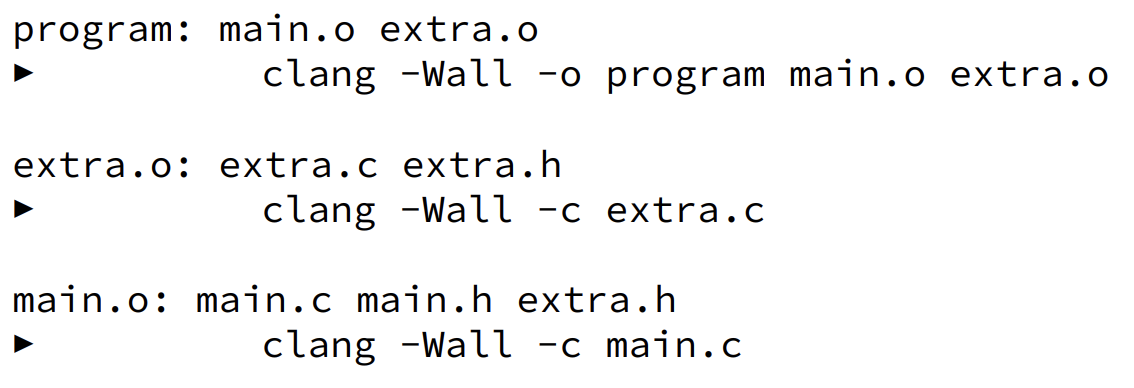 program: main.o extra.o
►	clang -Wall -o program main.o extra.o
extra.o: extra.c extra.h
►	clang -Wall -c extra.c
main.o: main.c main.h extra.h
►	clang -Wall -c main.c